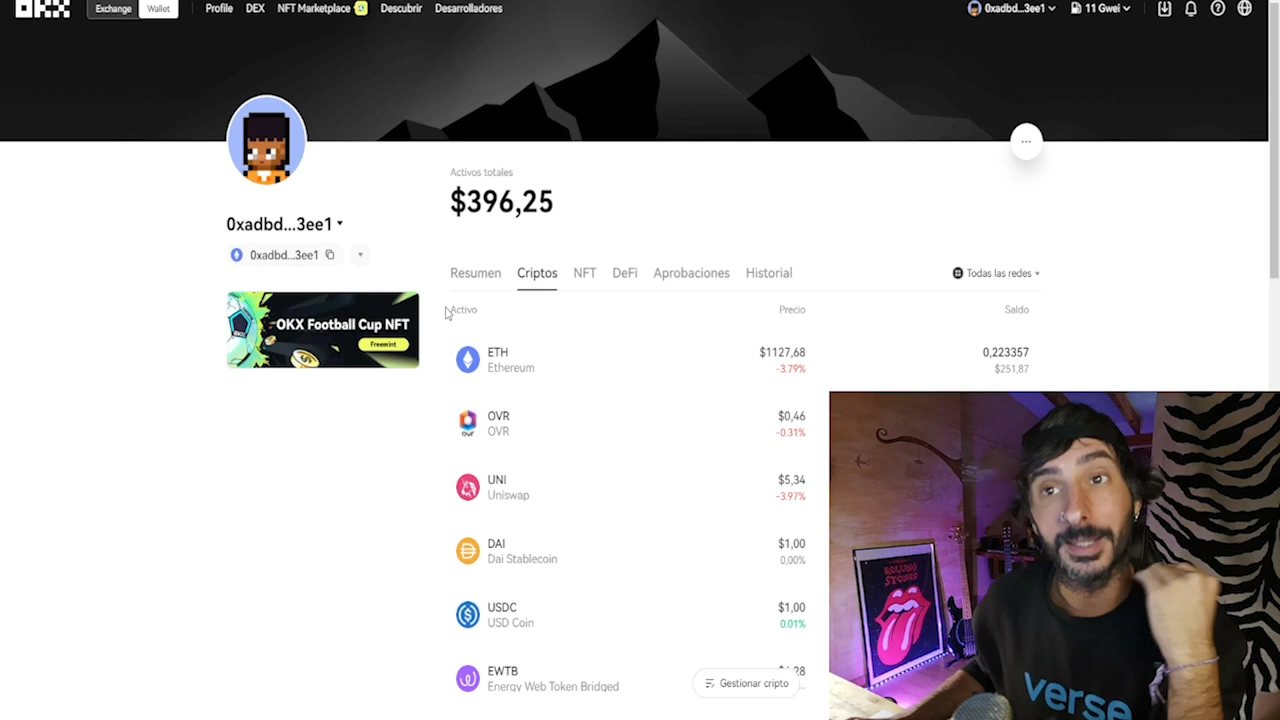 OKX
Exchange Wallet Profile DEX NFT Marketplace Descubrir Desarrolladores 0xadbd...3ee1 11 Gwei
Activos totales
$396,25
0xadbd...3ee1
0xadbd...3ee1
OKX Football Cup NFT
Freemint
Resumen Criptos NFT DeFi Aprobaciones Historial Todas las redes
Activo Precio Saldo
ETH $1127,68 0,223357
Ethereum -3.79% $251,87
OVR $0,46
OVR -0.31%
UNI $5,34
Uniswap -3.97%
DAI $1,00
Dai Stablecoin 0,00%
USDC $1,00
USD Coin 0.01%
EWTB
Energy Web Token Bridged
Gestionar cripto
ROLLING
STONES
verse